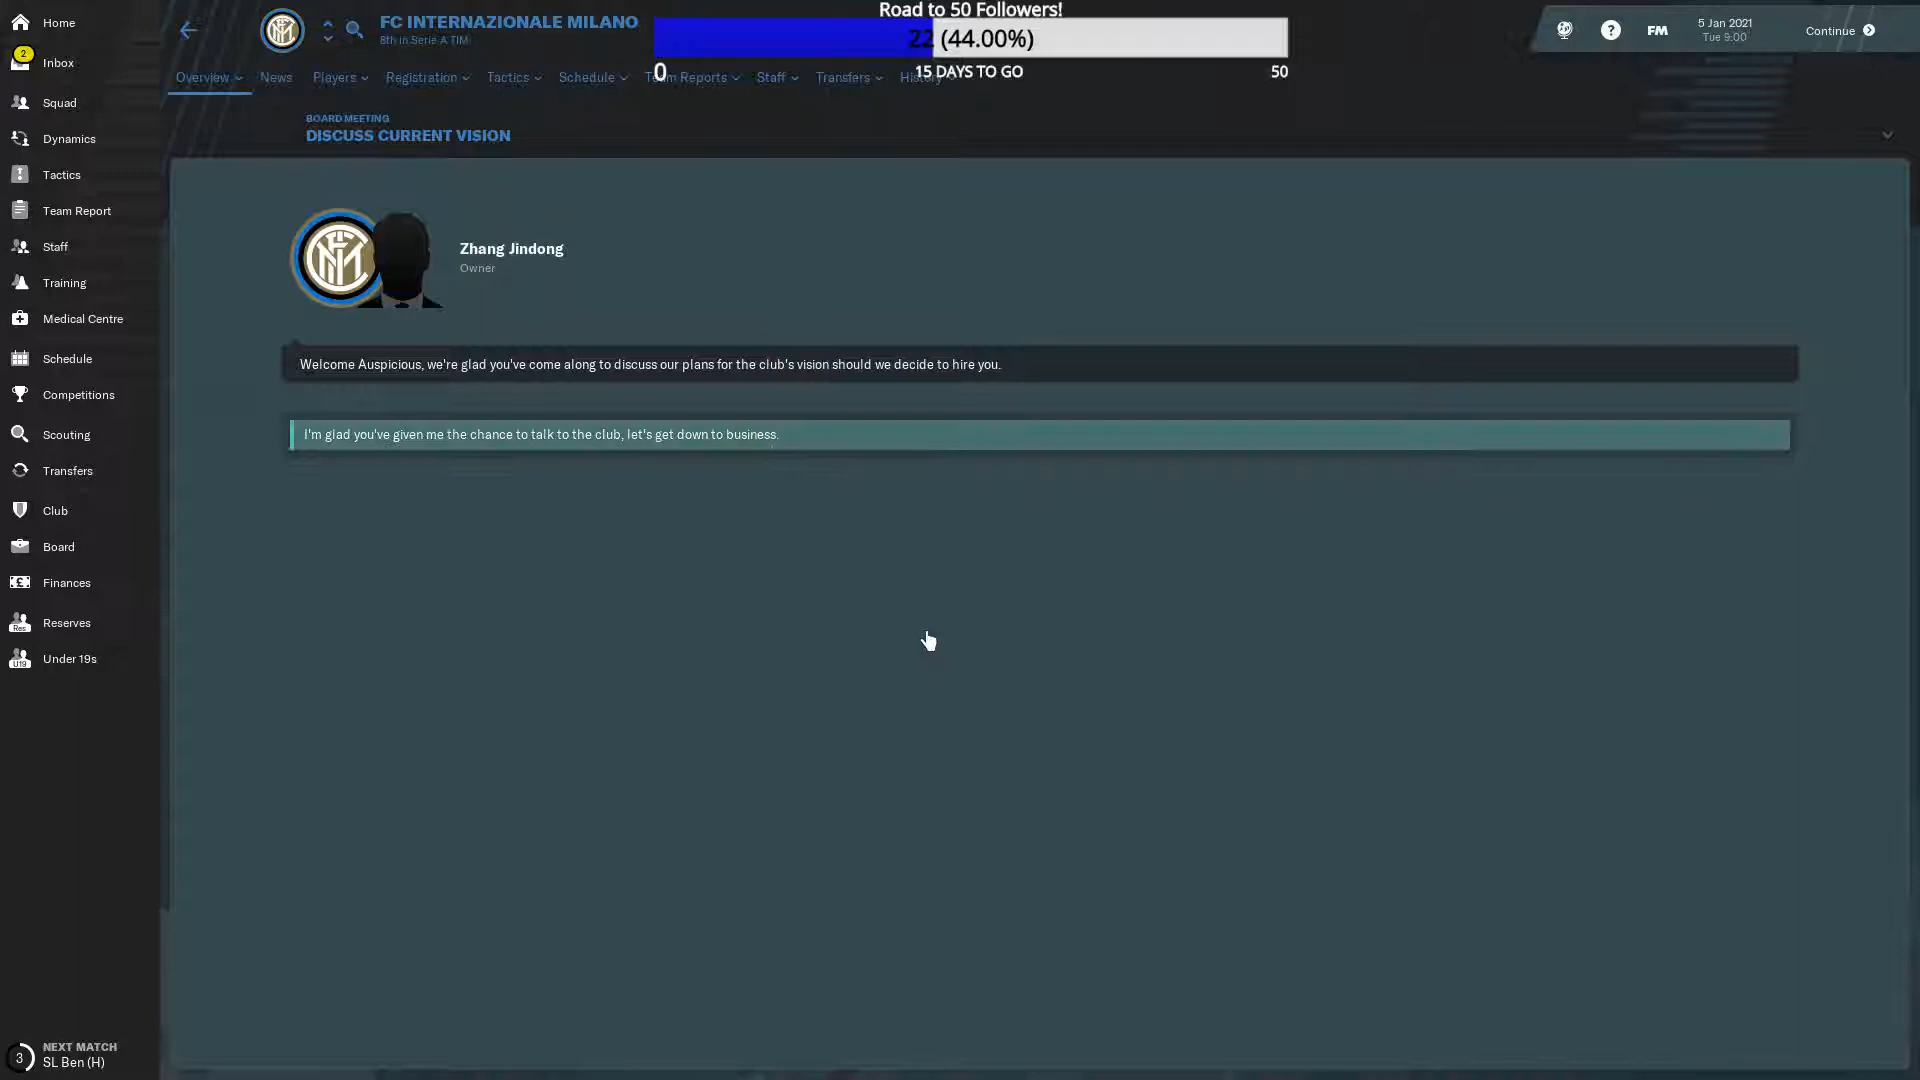 Home
2
Inbox
Squad
Dynamics
Tactics
Team Report
Staff
Training
Medical Centre
Schedule
Competitions
Scouting
Transfers
Club
Board
Finances
Res
Reserves
U19
Under 19s
3
NEXT MATCH
SL Ben (H)
FC INTERNAZIONALE MILANO
8th in Serie A TIM
Road to 50 Followers!
22 (44.00%)
0
15 DAYS TO GO
50
?
FM
5 Jan 2021
Tue 9:00
Continue
Overview
News
Players
Registration
Tactics
Schedule
Team Reports
Staff
Transfers
History
BOARD MEETING
DISCUSS CURRENT VISION
Zhang Jindong
Owner
Welcome Auspicious, we're glad you've come along to discuss our plans for the club's vision should we decide to hire you.
I'm glad you've given me the chance to talk to the club, let's get down to business.